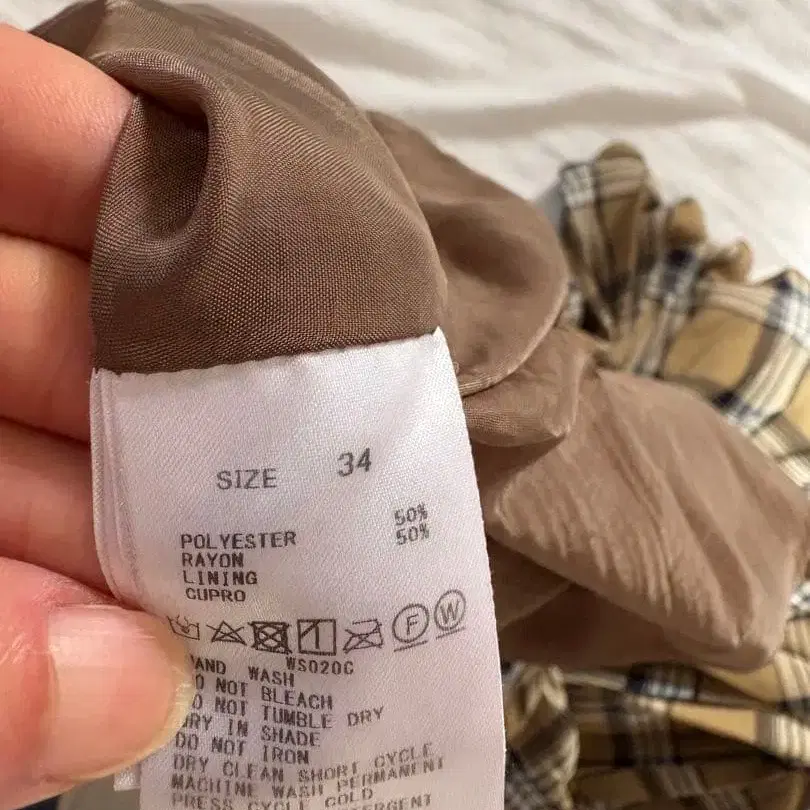 SIZE 34
POLYESTER 50%
RAYON 50%
LINING
CUPRO
F W
WS020C
HAND WASH
DO NOT BLEACH
DO NOT TUMBLE DRY
DRY IN SHADE
DO NOT IRON
DRY CLEAN SHORT CYCLE
MACHINE WASH PERMANENT
PRESS CYCLE COLD